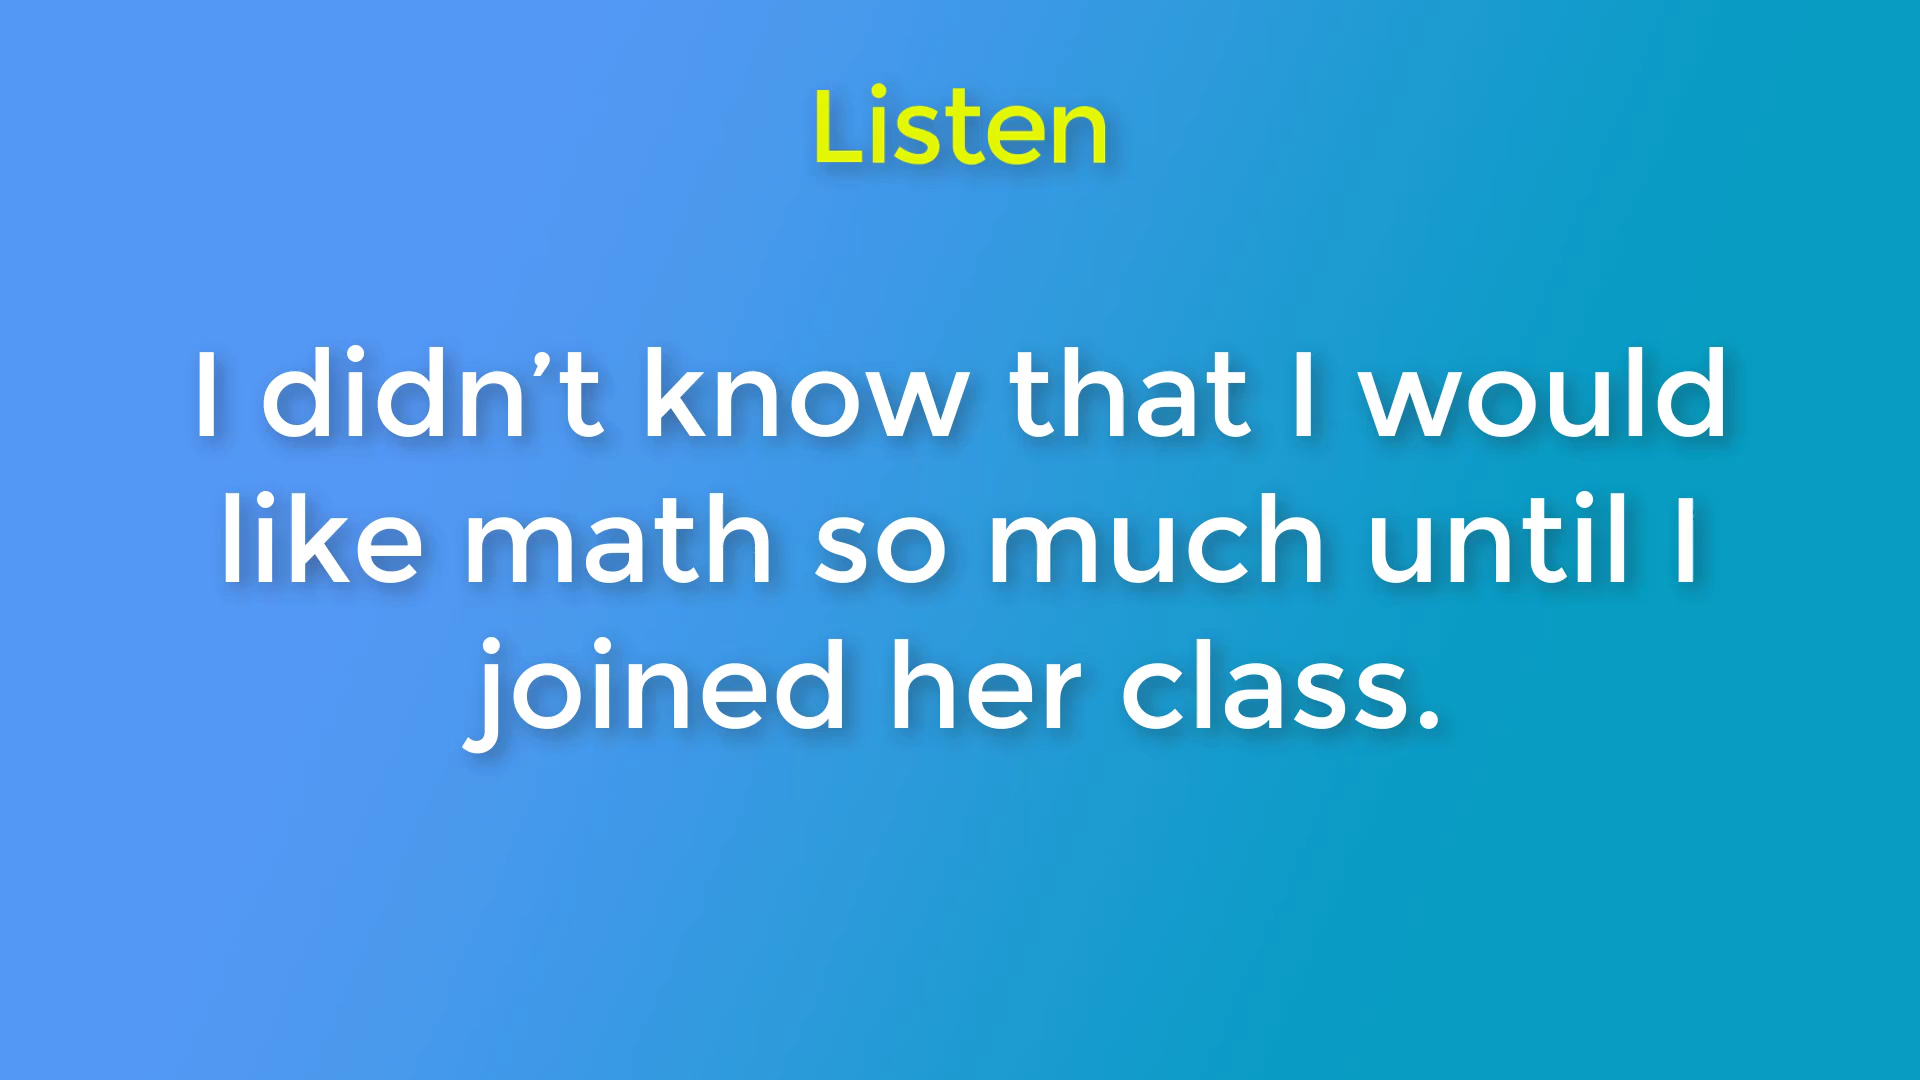 Listen
I didn’t know that I would
like math so much until I
joined her class.